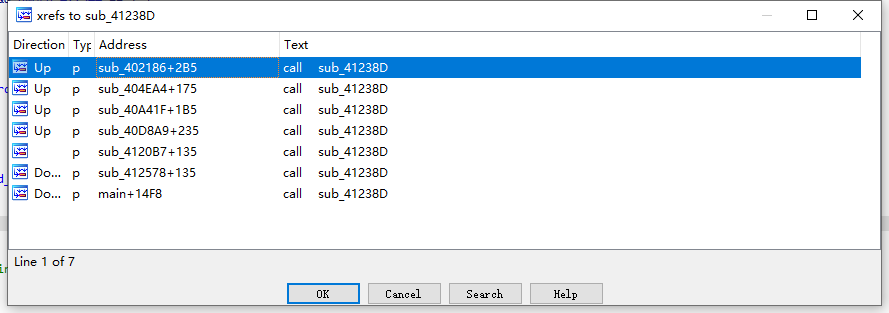 xrefs to sub_41238D
Direction Typ Address Text
Up p sub_402186+2B5 call sub_41238D
Up p sub_404EA4+175 call sub_41238D
Up p sub_40A41F+1B5 call sub_41238D
Up p sub_40D8A9+235 call sub_41238D
p sub_4120B7+135 call sub_41238D
Do... p sub_412578+135 call sub_41238D
Do... p main+14F8 call sub_41238D
Line 1 of 7
OK Cancel Search Help